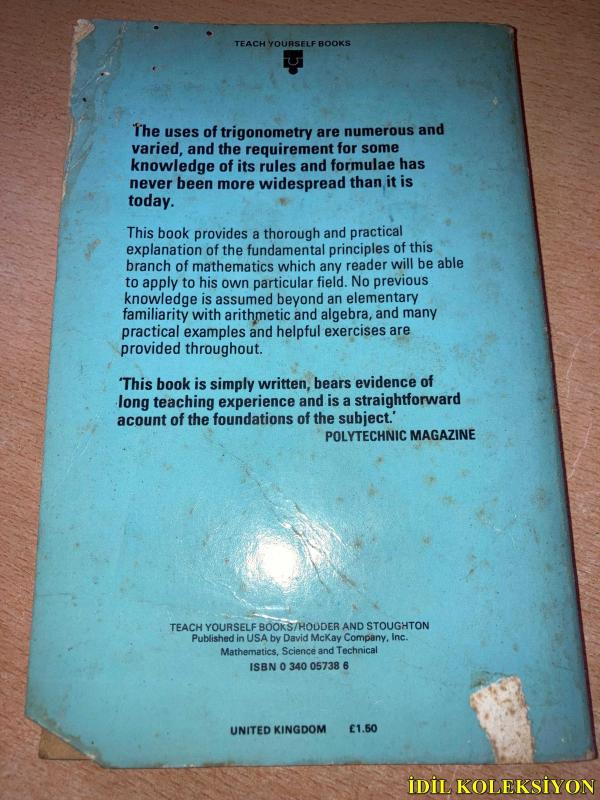 TEACH YOURSELF BOOKS
The uses of trigonometry are numerous and
varied, and the requirement for some
knowledge of its rules and formulae has
never been more widespread than it is
today.
This book provides a thorough and practical
explanation of the fundamental principles of this
branch of mathematics which any reader will be able
to apply to his own particular field. No previous
knowledge is assumed beyond an elementary
familiarity with arithmetic and algebra, and many
practical examples and helpful exercises are
provided throughout.
'This book is simply written, bears evidence of
long teaching experience and is a straightforward
acount of the foundations of the subject.'
POLYTECHNIC MAGAZINE
TEACH YOURSELF BOOKS/HODDER AND STOUGHTON
Published in USA by David McKay Company, Inc.
Mathematics, Science and Technical
ISBN 0 340 05738 6
UNITED KINGDOM £1.50
İDİL KOLEKSİYON